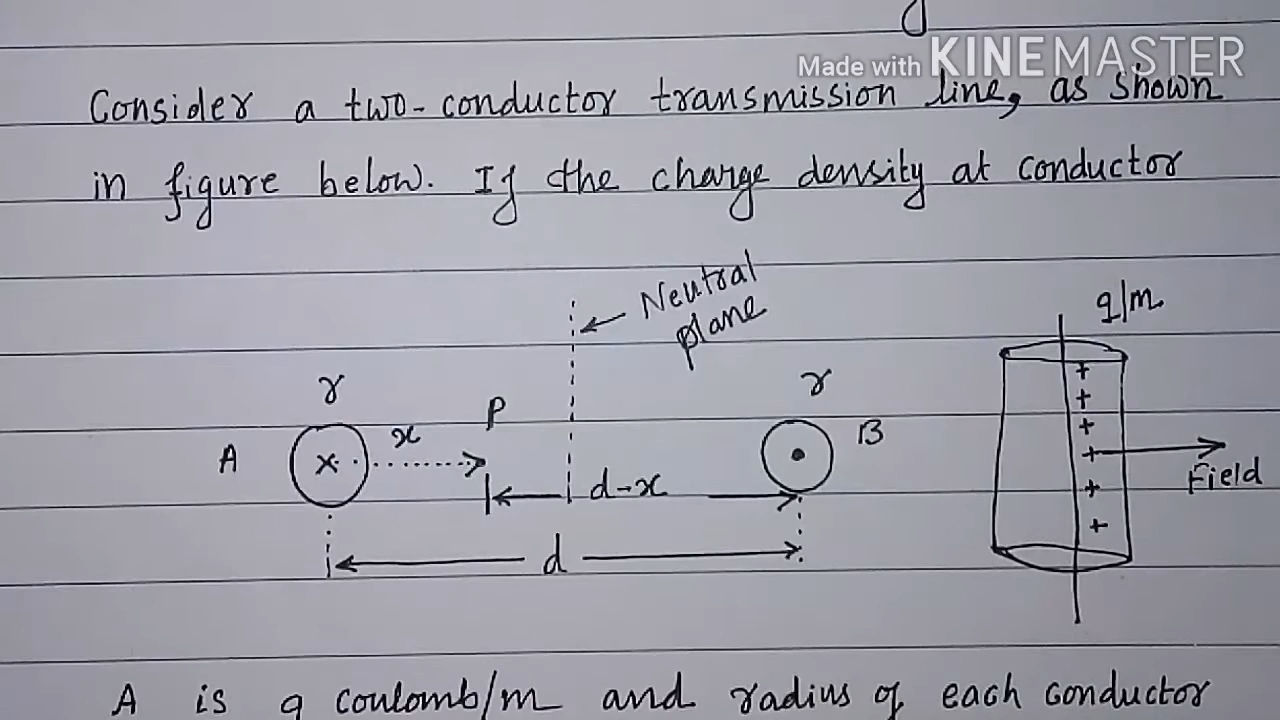 Made with KINEMASTER
Consider a two-conductor transmission line, as shown
in figure below. If the charge density at conductor
Neutral
plane
q/m
r
r
P
x
A
B
+
+
+
+
+
+
Field
d-x
d
A is q coulomb/m and radius of each conductor